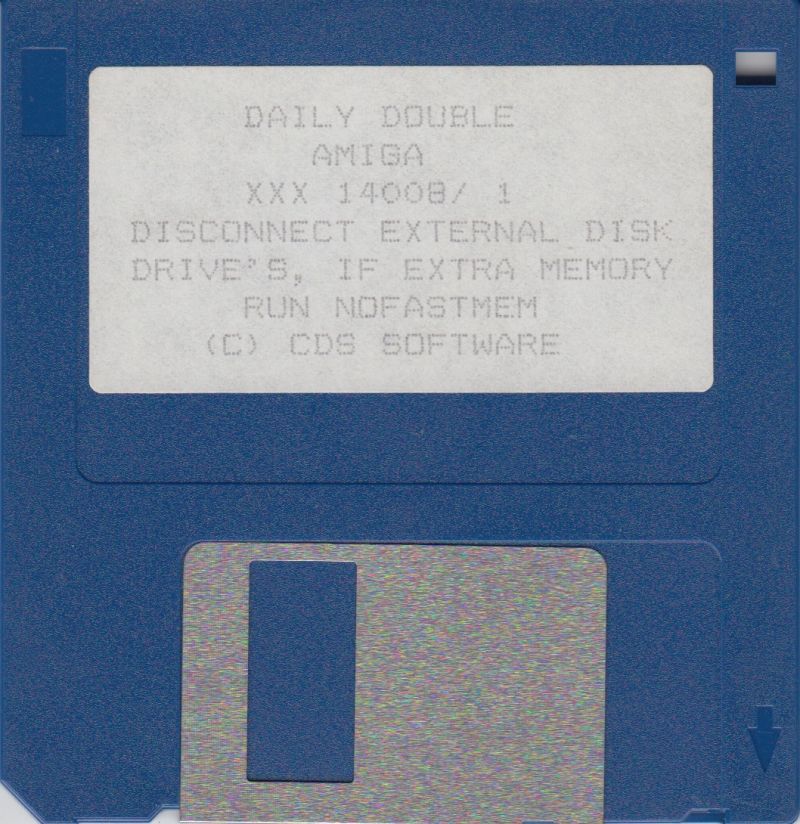 DAILY DOUBLE
AMIGA
XXX 14008/ 1
DISCONNECT EXTERNAL DISK
DRIVE'S, IF EXTRA MEMORY
RUN NOFASTMEM
(C) CDS SOFTWARE